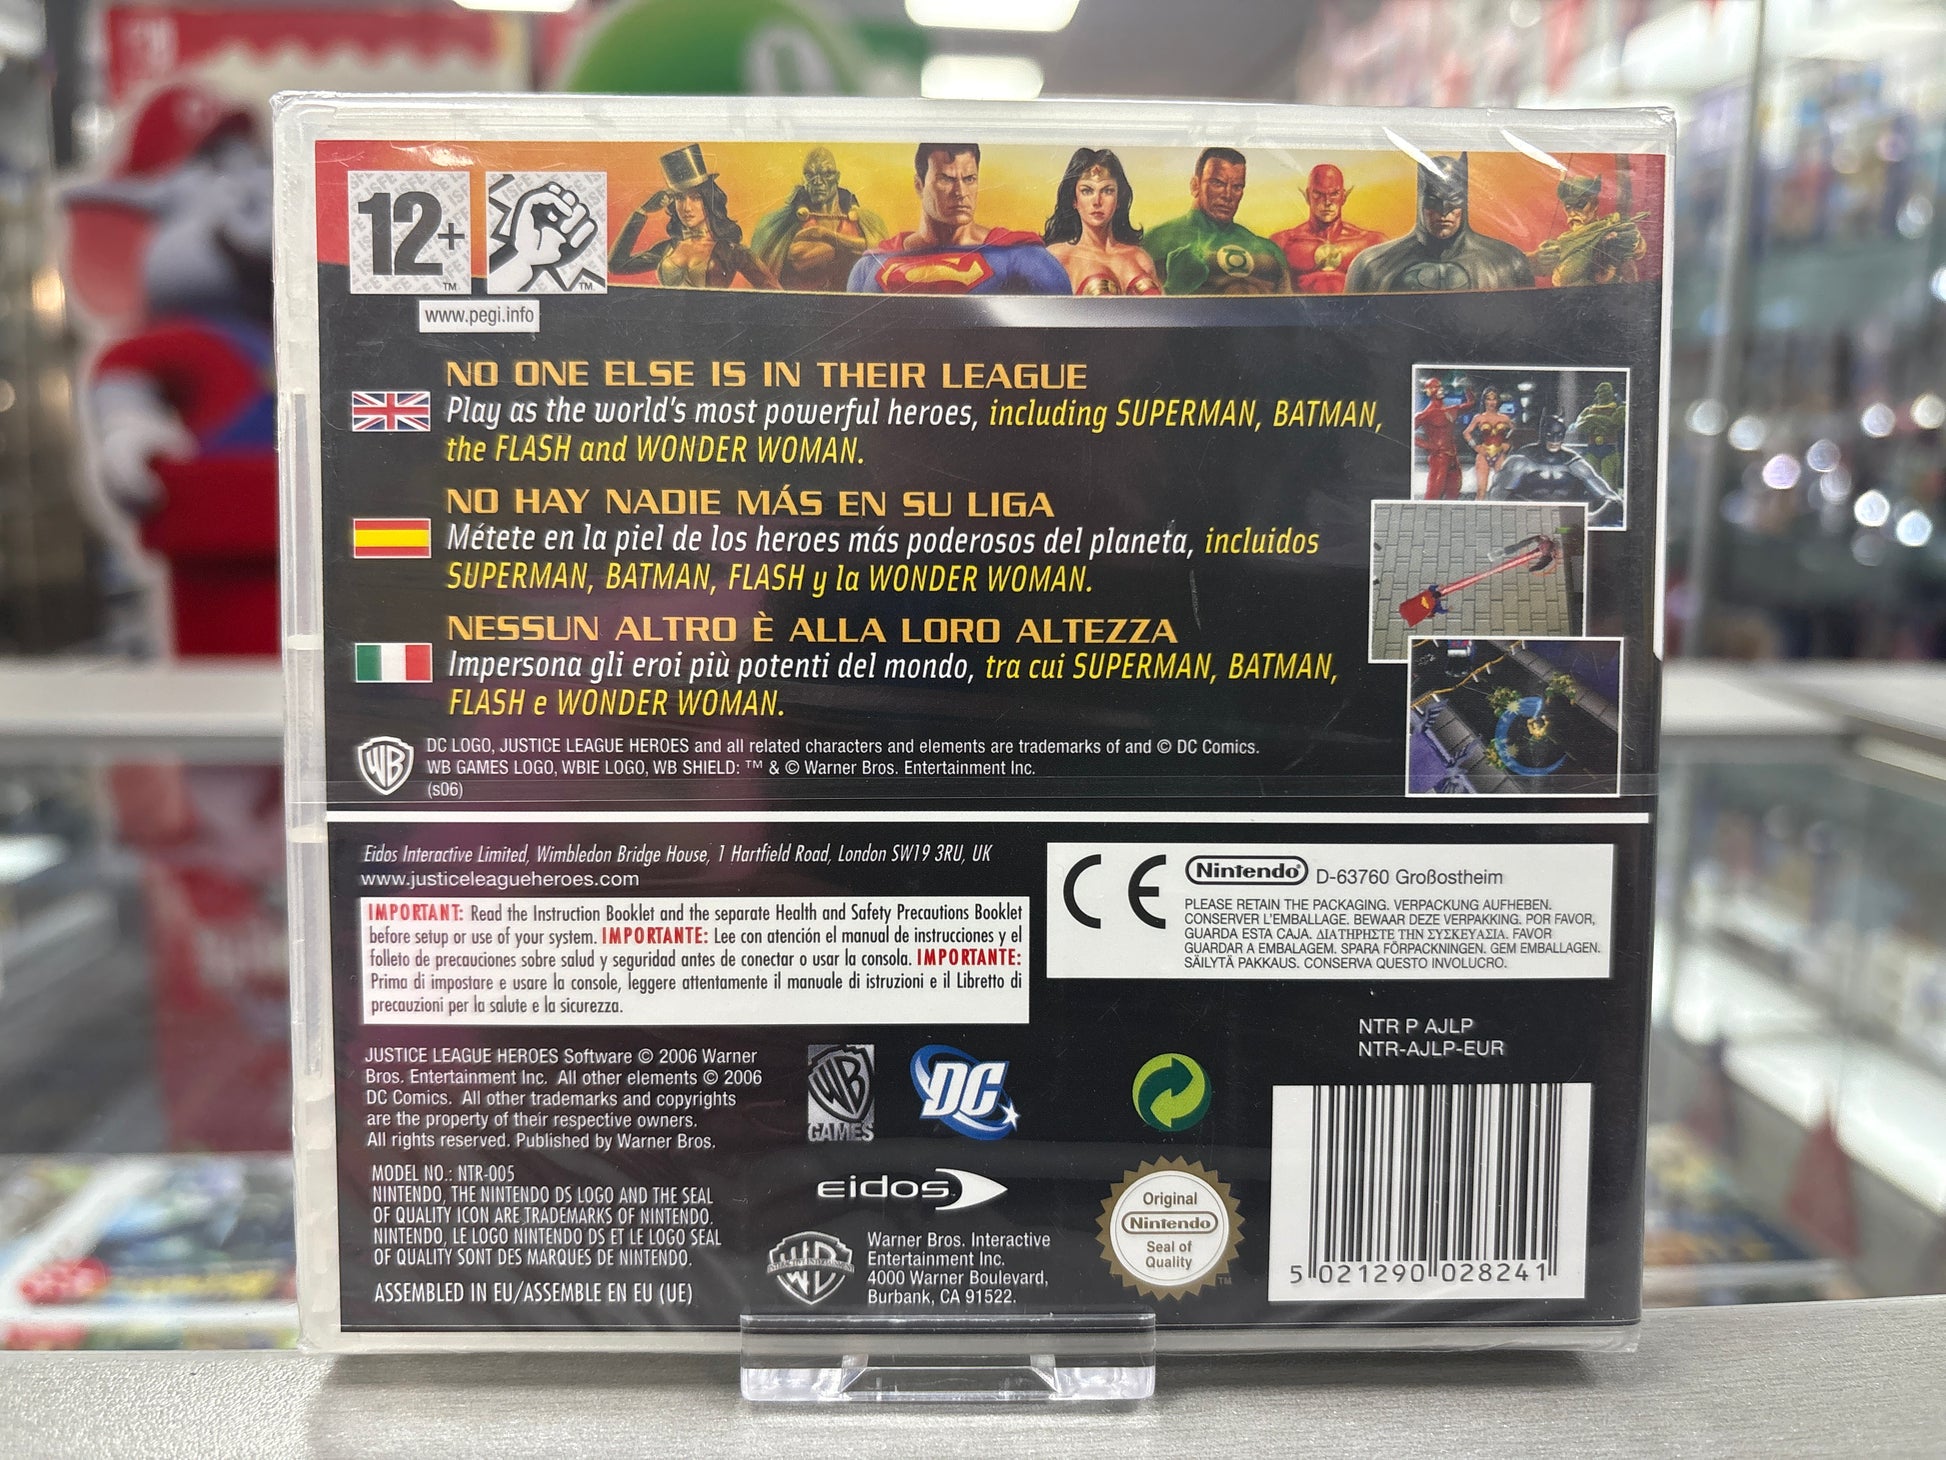 12+
TM
TM
www.pegi.info
NO ONE ELSE IS IN THEIR LEAGUE
Play as the world's most powerful heroes, including SUPERMAN, BATMAN,
the FLASH and WONDER WOMAN.
NO HAY NADIE MÁS EN SU LIGA
Métete en la piel de los heroes más poderosos del planeta, incluidos
SUPERMAN, BATMAN, FLASH y la WONDER WOMAN.
NESSUN ALTRO È ALLA LORO ALTEZZA
Impersona gli eroi più potenti del mondo, tra cui SUPERMAN, BATMAN,
FLASH e WONDER WOMAN.
WB
DC LOGO, JUSTICE LEAGUE HEROES and all related characters and elements are trademarks of and © DC Comics.
WB GAMES LOGO, WBIE LOGO, WB SHIELD: ™ & © Warner Bros. Entertainment Inc.
(s06)
Eidos Interactive Limited, Wimbledon Bridge House, 1 Hartfield Road, London SW19 3RU, UK
www.justiceleagueheroes.com
IMPORTANT: Read the Instruction Booklet and the separate Health and Safety Precautions Booklet
before setup or use of your system. IMPORTANTE: Lee con atención el manual de instrucciones y el
folleto de precauciones sobre salud y seguridad antes de conectar o usar la consola. IMPORTANTE:
Prima di impostare e usare la console, leggere attentamente il manuale di istruzioni e il Libretto di
precauzioni per la salute e la sicurezza.
CE
Nintendo D-63760 Großostheim
PLEASE RETAIN THE PACKAGING. VERPACKUNG AUFHEBEN.
CONSERVER L'EMBALLAGE. BEWAAR DEZE VERPAKKING. POR FAVOR,
GUARDA ESTA CAJA. ΔΙΑΤΗΡΗΣΤΕ ΤΗΝ ΣΥΣΚΕΥΑΣΙΑ. FAVOR
GUARDAR A EMBALAGEM. SPARA FÖRPACKNINGEN. GEM EMBALLAGEN.
SÄILYTÄ PAKKAUS. CONSERVA QUESTO INVOLUCRO.
NTR P AJLP
NTR-AJLP-EUR
JUSTICE LEAGUE HEROES Software © 2006 Warner
Bros. Entertainment Inc. All other elements © 2006
DC Comics. All other trademarks and copyrights
are the property of their respective owners.
All rights reserved. Published by Warner Bros.
WB
GAMES
DC
MODEL NO.: NTR-005
NINTENDO, THE NINTENDO DS LOGO AND THE SEAL
OF QUALITY ICON ARE TRADEMARKS OF NINTENDO.
NINTENDO, LE LOGO NINTENDO DS ET LE LOGO SEAL
OF QUALITY SONT DES MARQUES DE NINTENDO.
ASSEMBLED IN EU/ASSEMBLE EN EU (UE)
eidos
Warner Bros. Interactive
Entertainment Inc.
4000 Warner Boulevard,
Burbank, CA 91522.
Original
Nintendo
Seal of
Quality
TM
5 021290 028241